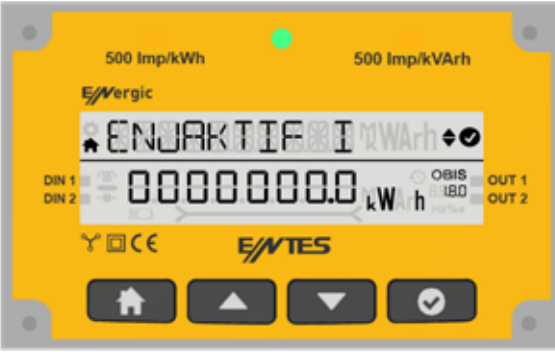 500 Imp/kWh 500 Imp/kVArh
ENergic
ENJAKTIF I
DIN 1 0000000.0 kWh OBIS 1.8.0 OUT 1
DIN 2 OUT 2
CE ENTES